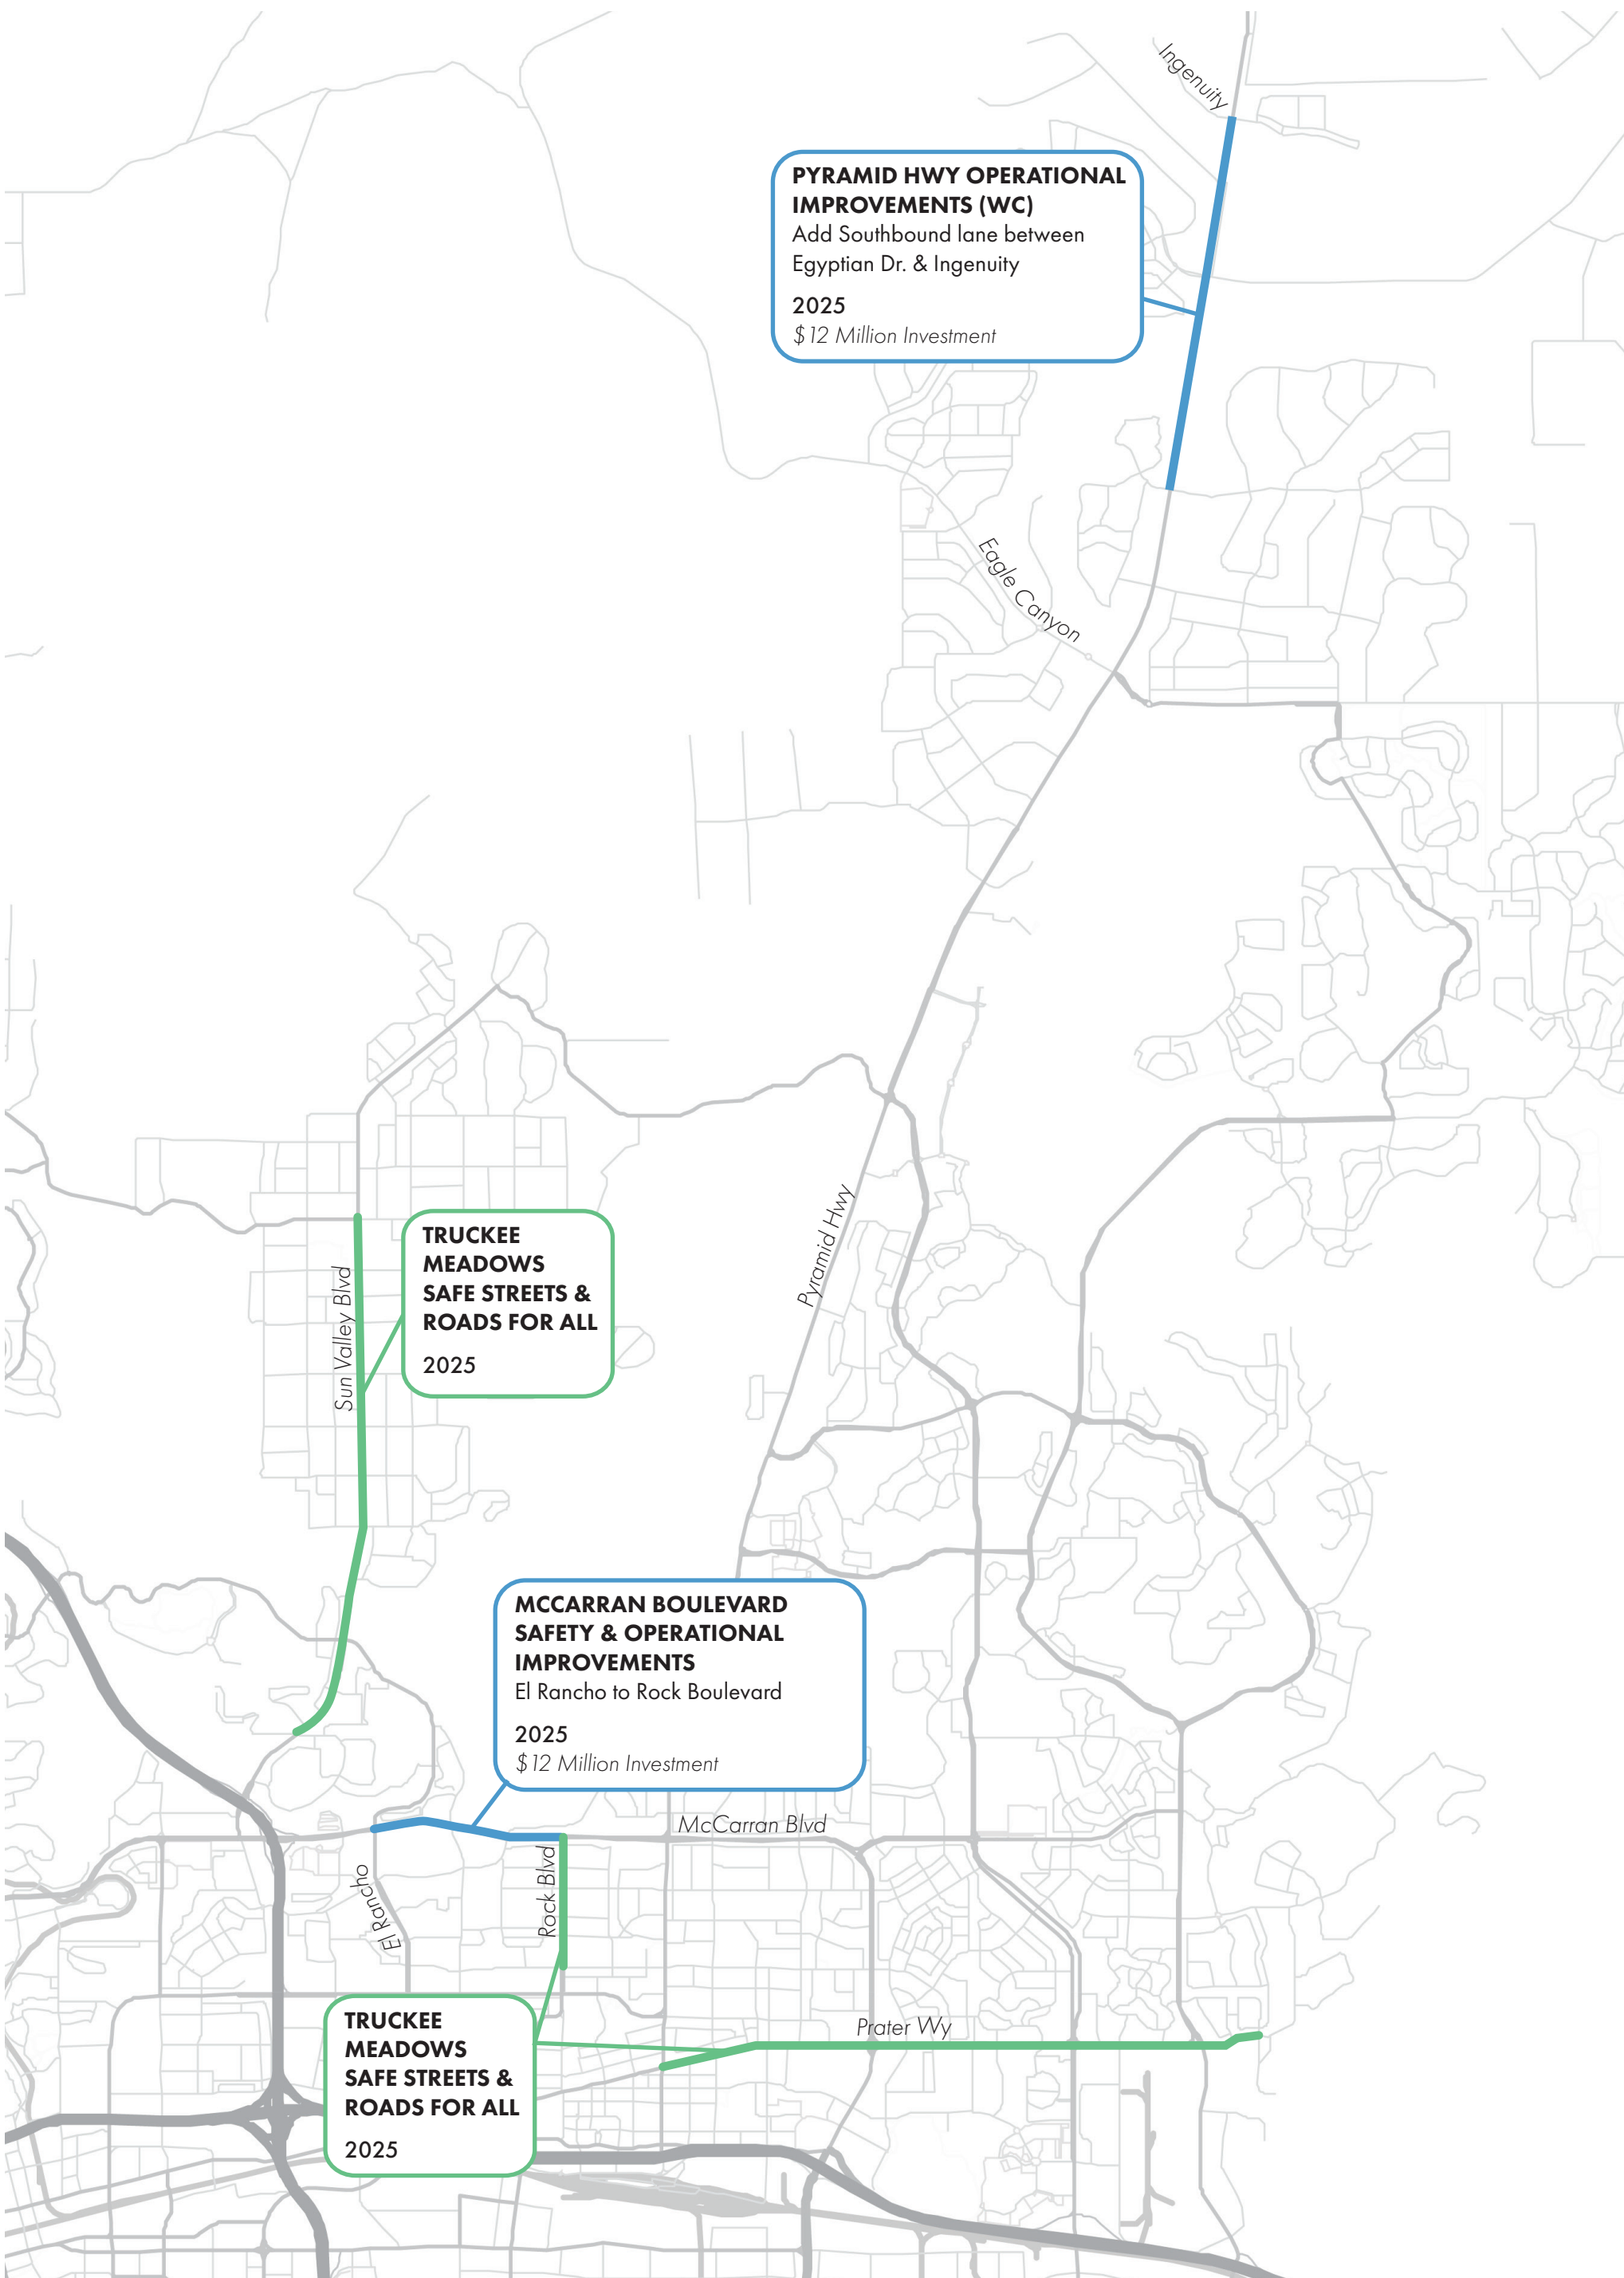 Ingenuity
PYRAMID HWY OPERATIONAL
IMPROVEMENTS (WC)
Add Southbound lane between
Egyptian Dr. & Ingenuity
2025
$12 Million Investment
Eagle Canyon
Pyramid Hwy
TRUCKEE
MEADOWS
SAFE STREETS &
ROADS FOR ALL
2025
Sun Valley Blvd
MCCARRAN BOULEVARD
SAFETY & OPERATIONAL
IMPROVEMENTS
El Rancho to Rock Boulevard
2025
$12 Million Investment
McCarran Blvd
Rock Blvd
El Rancho
TRUCKEE
MEADOWS
SAFE STREETS &
ROADS FOR ALL
2025
Prater Wy